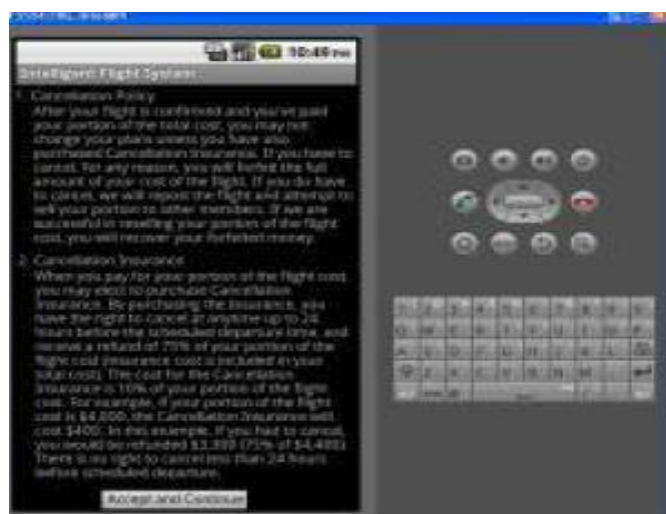 10:49 PM
Intelligent Flight System
1. Cancellation Policy
After your flight is confirmed and you've paid
your portion of the total cost, you may not
change your plans unless you have also
purchased Cancellation Insurance. If you have to
cancel, for any reason, you will forfeit the full
amount of your cost of the flight. If you do have
to cancel, we will repost the flight and attempt to
sell your portion to other members. If we are
successful in reselling your portion of the flight
cost, you will recover your forfeited money.
2. Cancellation Insurance
When you pay for your portion of the flight cost,
you may elect to purchase Cancellation
Insurance. By purchasing the insurance, you
have the right to cancel at anytime up to 24
hours before the scheduled departure time, and
receive a refund of 75% of your portion of the
flight cost (insurance cost is included in your
total cost). The cost for the Cancellation
Insurance is 10% of your portion of the flight
cost. For example, if your portion of the flight
cost is $4,000, the Cancellation Insurance will
cost $400. In this example, if you had to cancel,
you would be refunded $3,300 (75% of $4,400).
There is no right to cancel less than 24 hours
before scheduled departure.
Accept and Continue